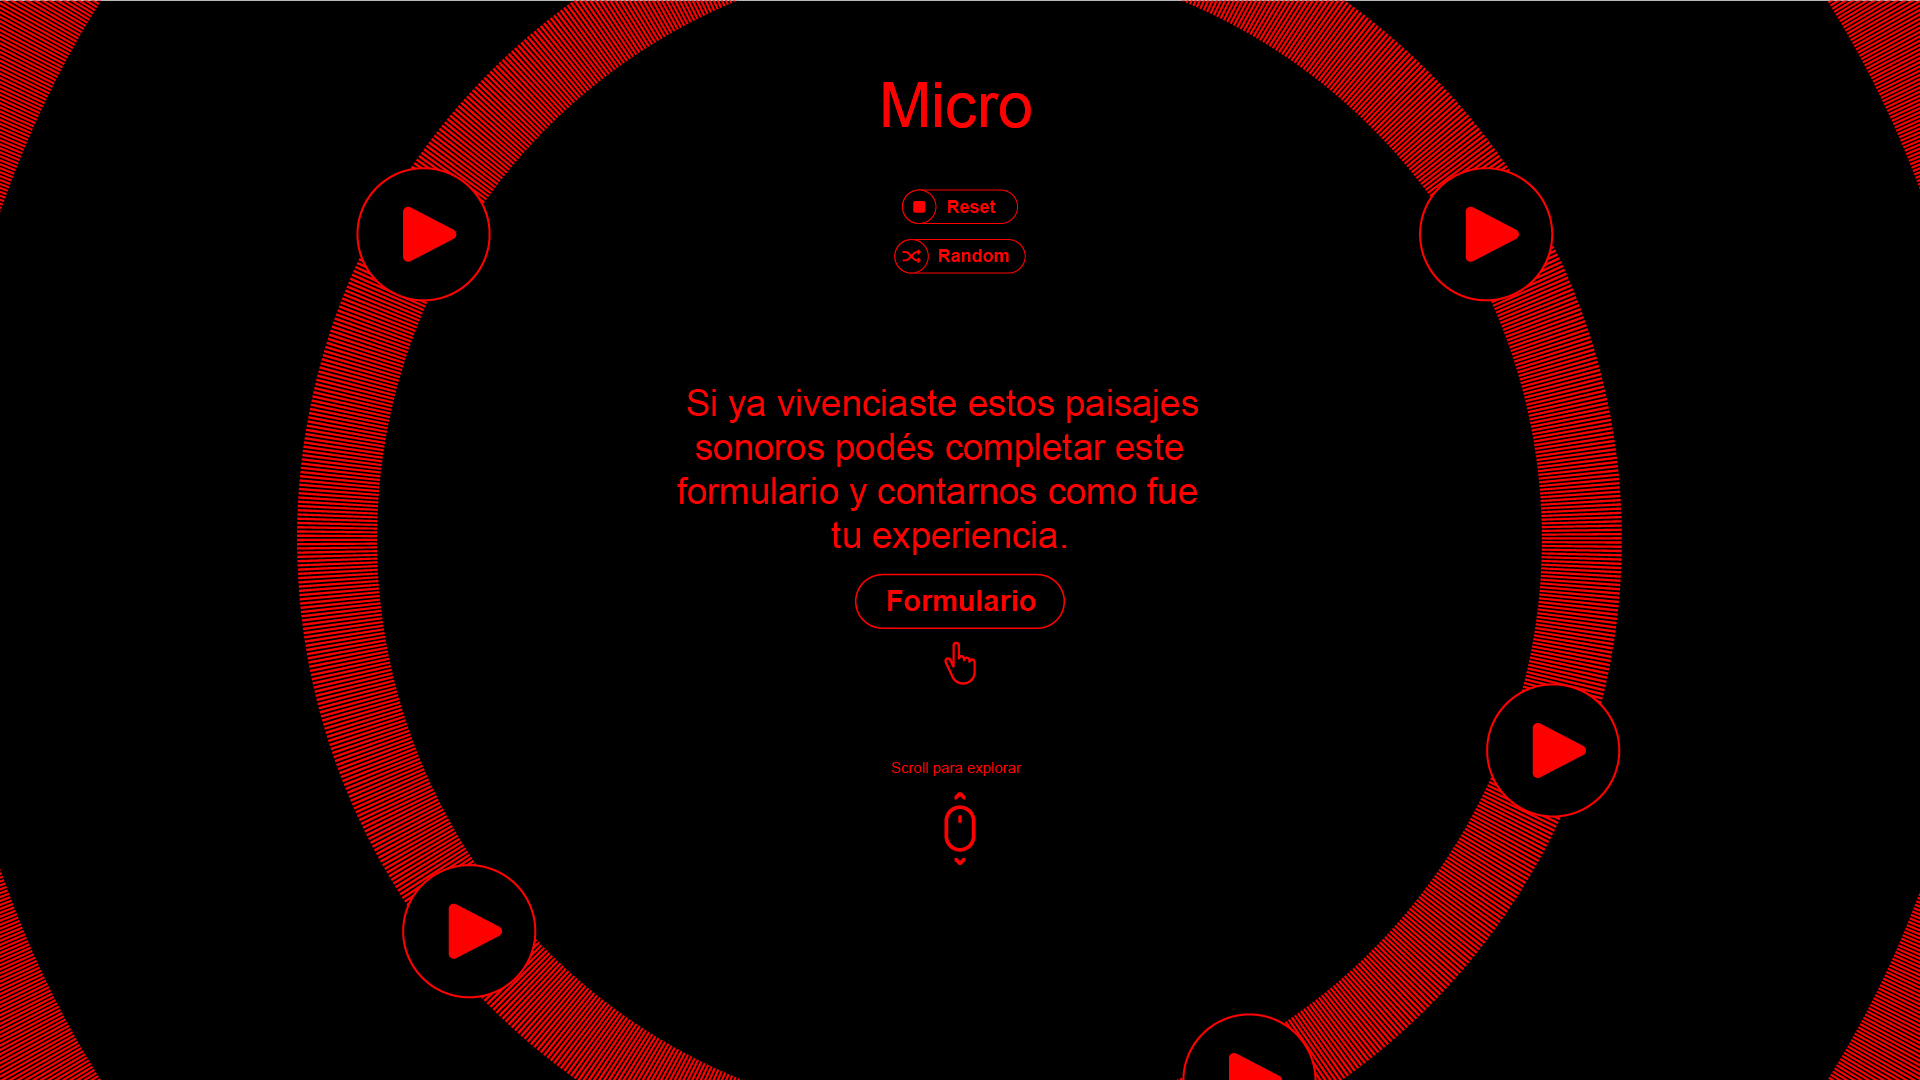 Micro
Reset
Random
Si ya vivenciaste estos paisajes
sonoros podés completar este
formulario y contarnos como fue
tu experiencia.
Formulario
Scroll para explorar